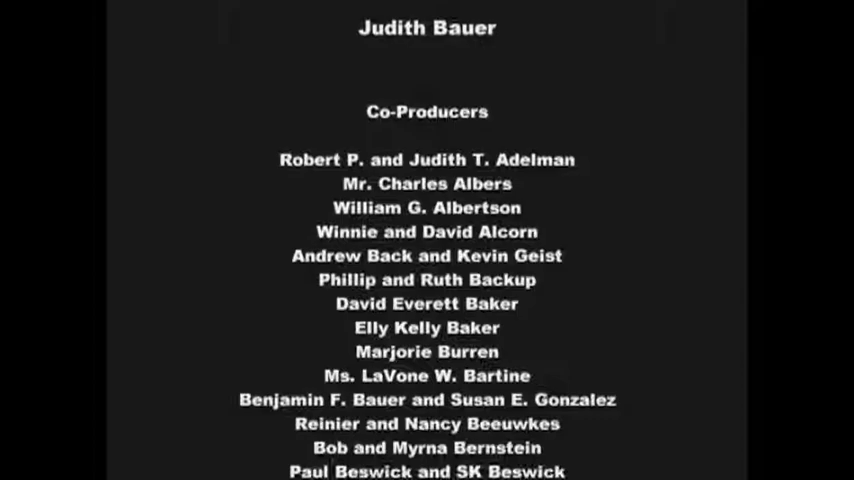 Judith Bauer
Co-Producers
Robert P. and Judith T. Adelman
Mr. Charles Albers
William G. Albertson
Winnie and David Alcorn
Andrew Back and Kevin Geist
Phillip and Ruth Backup
David Everett Baker
Elly Kelly Baker
Marjorie Burren
Ms. LaVone W. Bartine
Benjamin F. Bauer and Susan E. Gonzalez
Reinier and Nancy Beeuwkes
Bob and Myrna Bernstein
Paul Beswick and SK Beswick